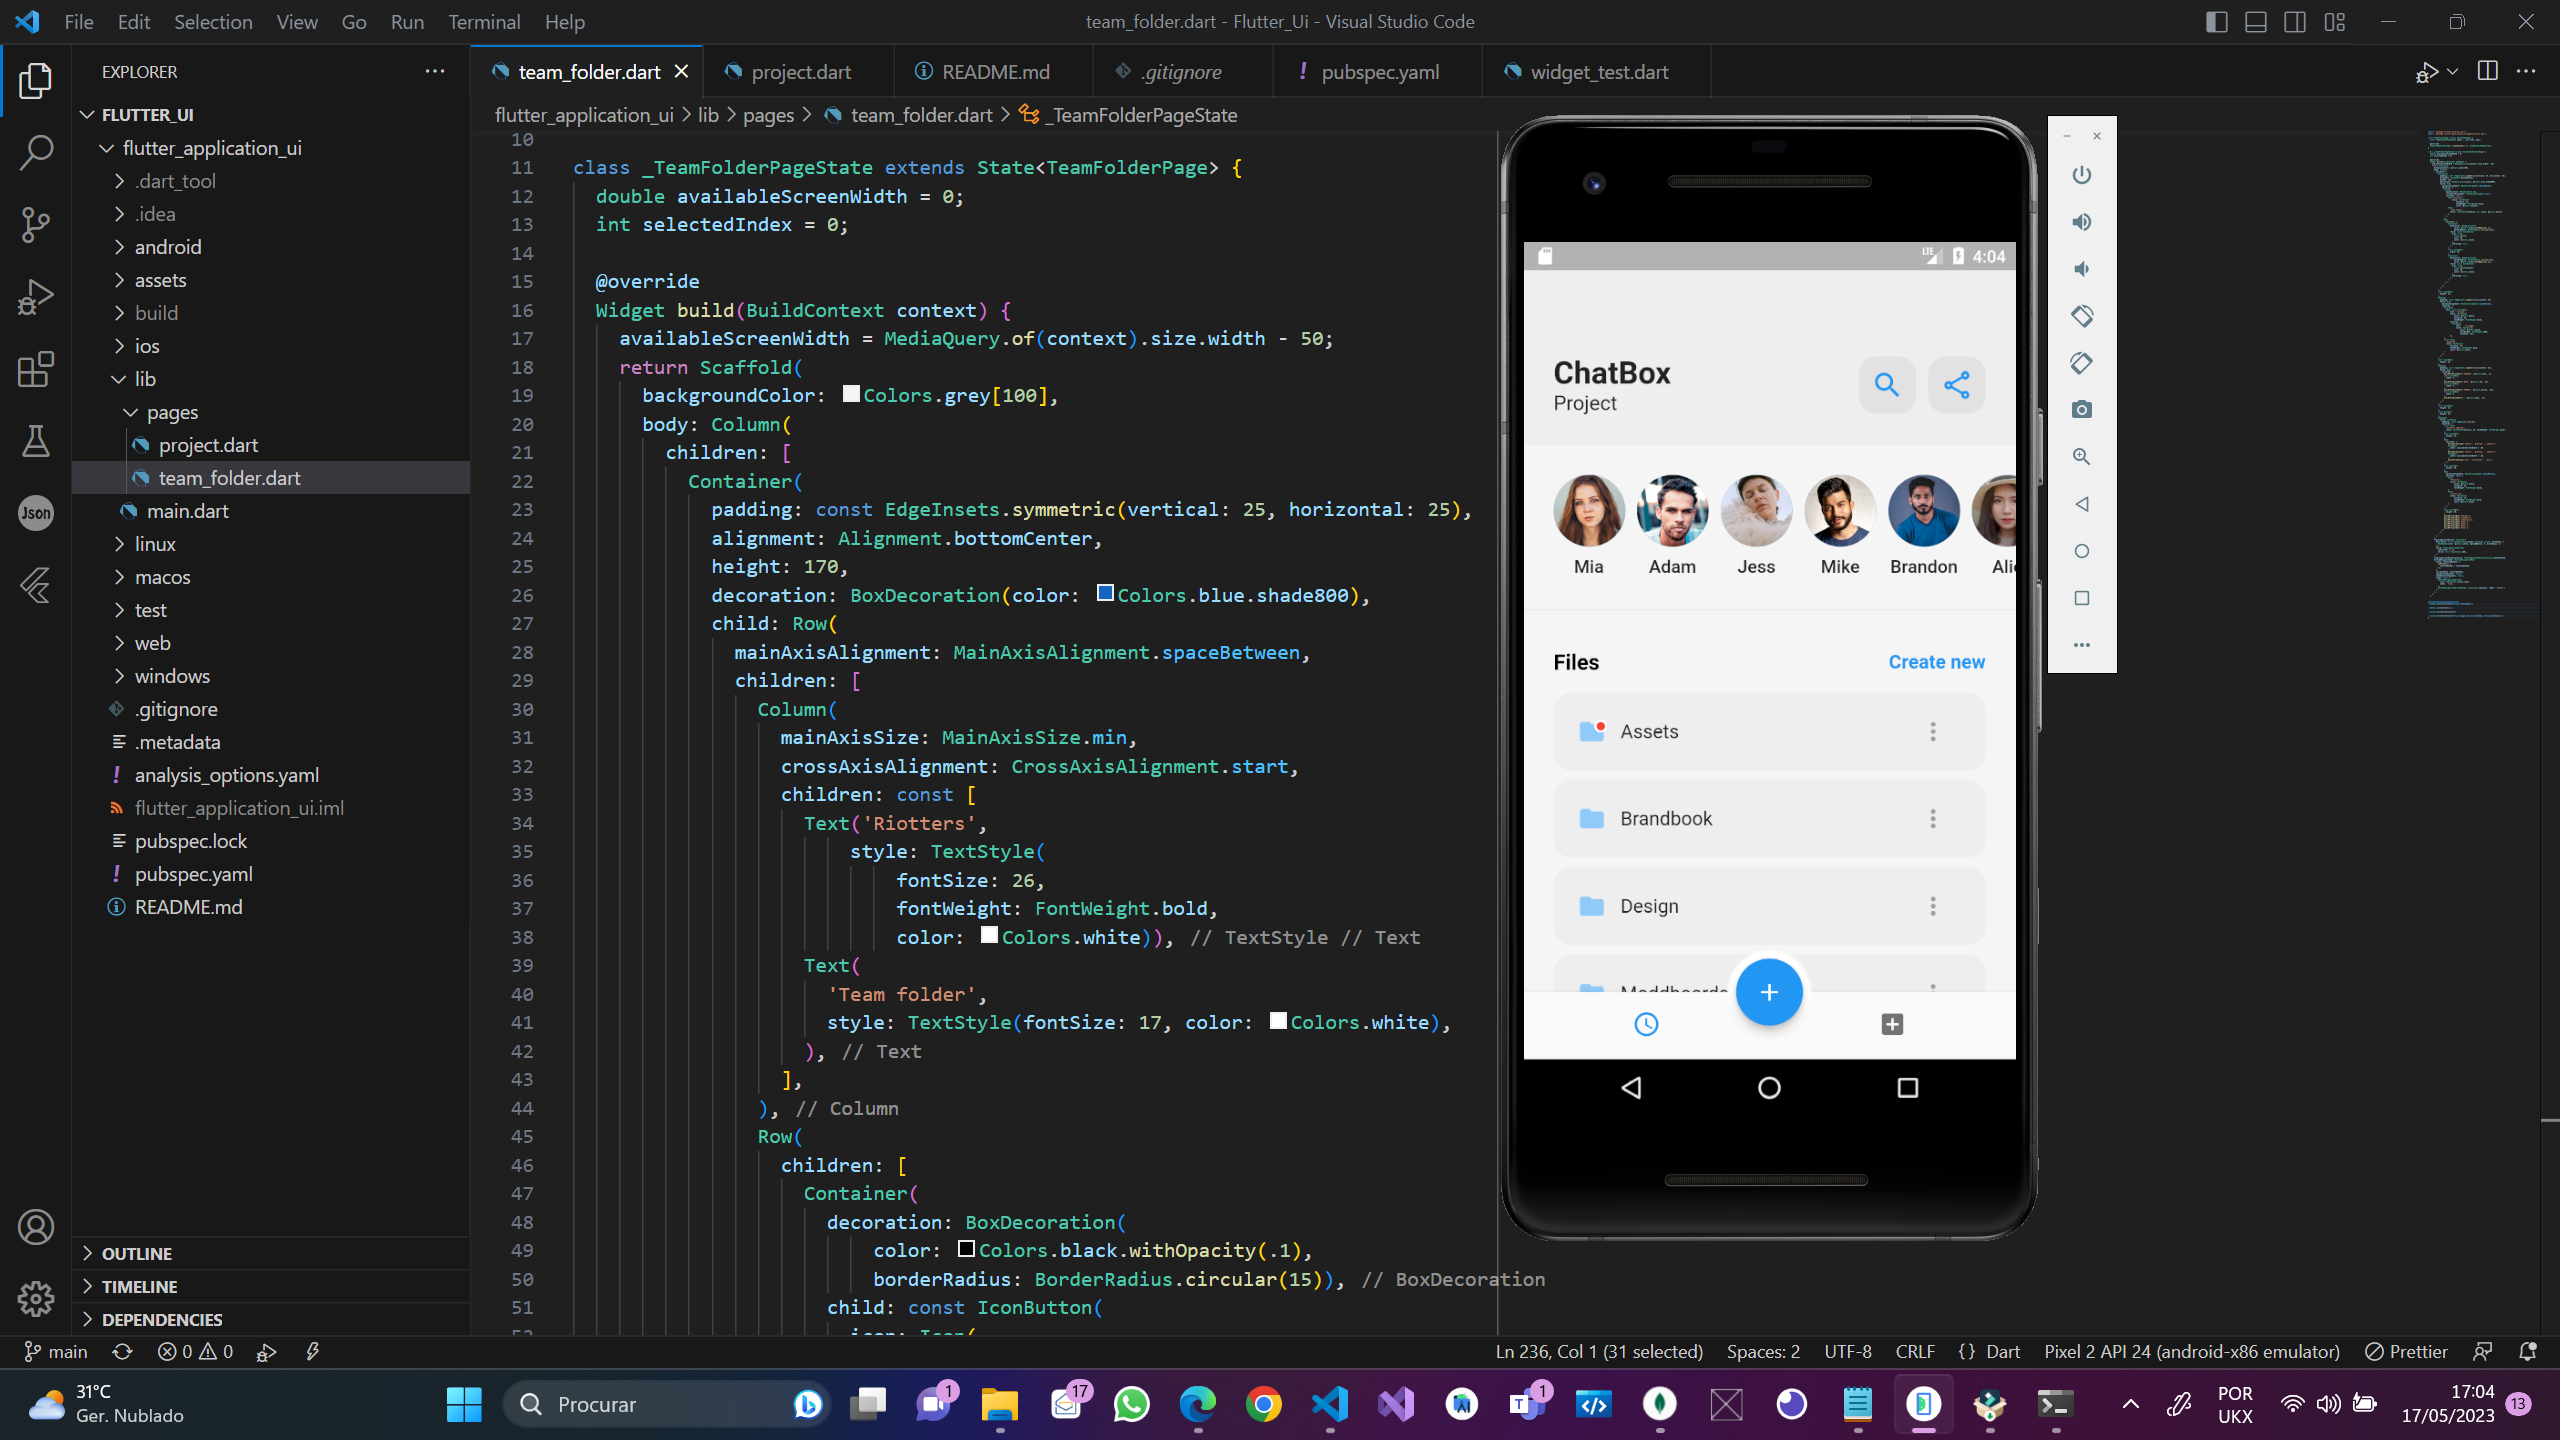 File Edit Selection View Go Run Terminal Help
team_folder.dart - Flutter_Ui - Visual Studio Code
EXPLORER
FLUTTER_UI
flutter_application_ui
.dart_tool
.idea
android
assets
build
ios
lib
pages
project.dart
team_folder.dart
main.dart
linux
macos
test
web
windows
.gitignore
.metadata
analysis_options.yaml
flutter_application_ui.iml
pubspec.lock
pubspec.yaml
README.md
OUTLINE
TIMELINE
DEPENDENCIES
Json
team_folder.dart project.dart README.md .gitignore pubspec.yaml widget_test.dart
flutter_application_ui > lib > pages > team_folder.dart > _TeamFolderPageState
10
11 class _TeamFolderPageState extends State<TeamFolderPage> {
12 double availableScreenWidth = 0;
13 int selectedIndex = 0;
14
15 @override
16 Widget build(BuildContext context) {
17 availableScreenWidth = MediaQuery.of(context).size.width - 50;
18 return Scaffold(
19 backgroundColor: Colors.grey[100],
20 body: Column(
21 children: [
22 Container(
23 padding: const EdgeInsets.symmetric(vertical: 25, horizontal: 25),
24 alignment: Alignment.bottomCenter,
25 height: 170,
26 decoration: BoxDecoration(color: Colors.blue.shade800),
27 child: Row(
28 mainAxisAlignment: MainAxisAlignment.spaceBetween,
29 children: [
30 Column(
31 mainAxisSize: MainAxisSize.min,
32 crossAxisAlignment: CrossAxisAlignment.start,
33 children: const [
34 Text('Riotters',
35 style: TextStyle(
36 fontSize: 26,
37 fontWeight: FontWeight.bold,
38 color: Colors.white)), // TextStyle // Text
39 Text(
40 'Team folder',
41 style: TextStyle(fontSize: 17, color: Colors.white),
42 ), // Text
43 ],
44 ), // Column
45 Row(
46 children: [
47 Container(
48 decoration: BoxDecoration(
49 color: Colors.black.withOpacity(.1),
50 borderRadius: BorderRadius.circular(15)), // BoxDecoration
51 child: const IconButton(
52 icon: Icon(
LTE 4:04
ChatBox
Project
Mia Adam Jess Mike Brandon Ali
Files Create new
Assets
Brandbook
Design
main 0 0
Ln 236, Col 1 (31 selected) Spaces: 2 UTF-8 CRLF {} Dart Pixel 2 API 24 (android-x86 emulator) Prettier
31°C
Ger. Nublado
Procurar
1
17
1
POR
UKX
17:04
17/05/2023
13